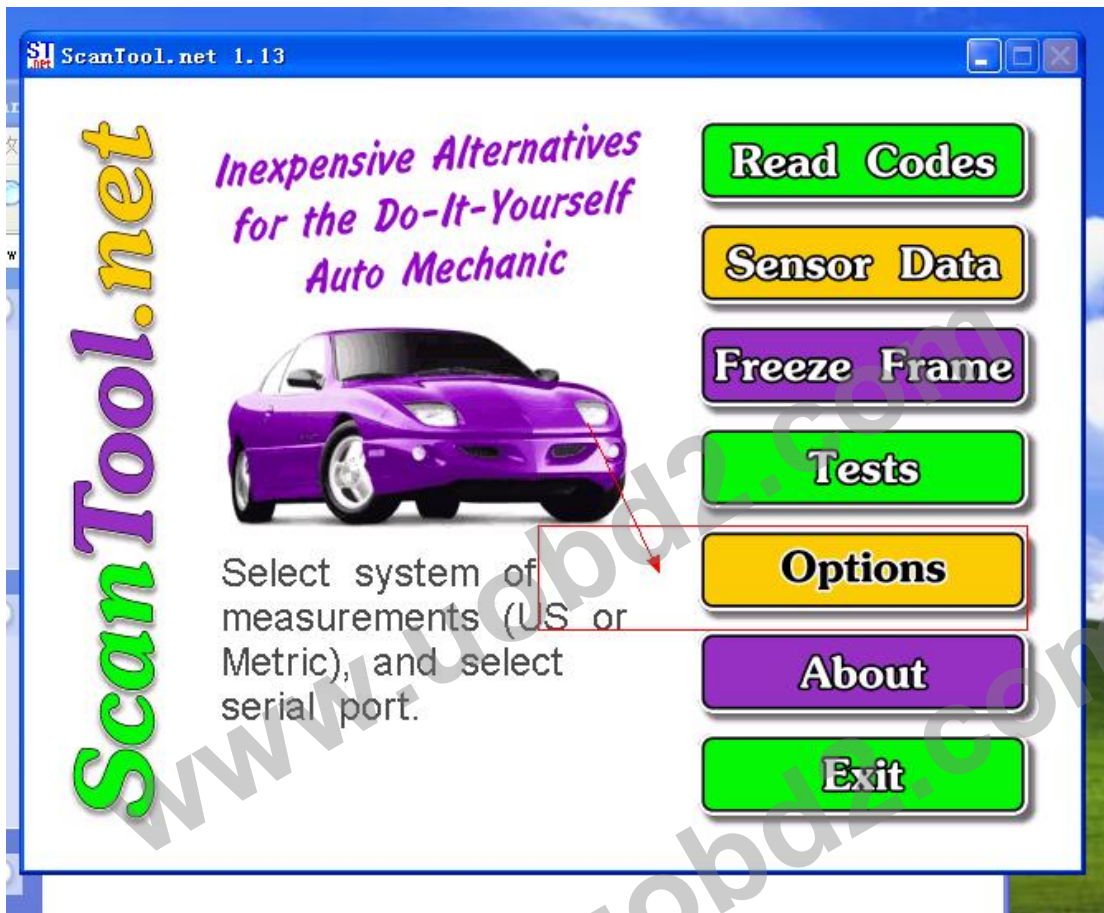 ScanTool.net 1.13
ScanTool.net
Inexpensive Alternatives
for the Do-It-Yourself
Auto Mechanic
Select system of
measurements (US or
Metric), and select
serial port.
Read Codes
Sensor Data
Freeze Frame
Tests
Options
About
Exit
www.uobd2.com